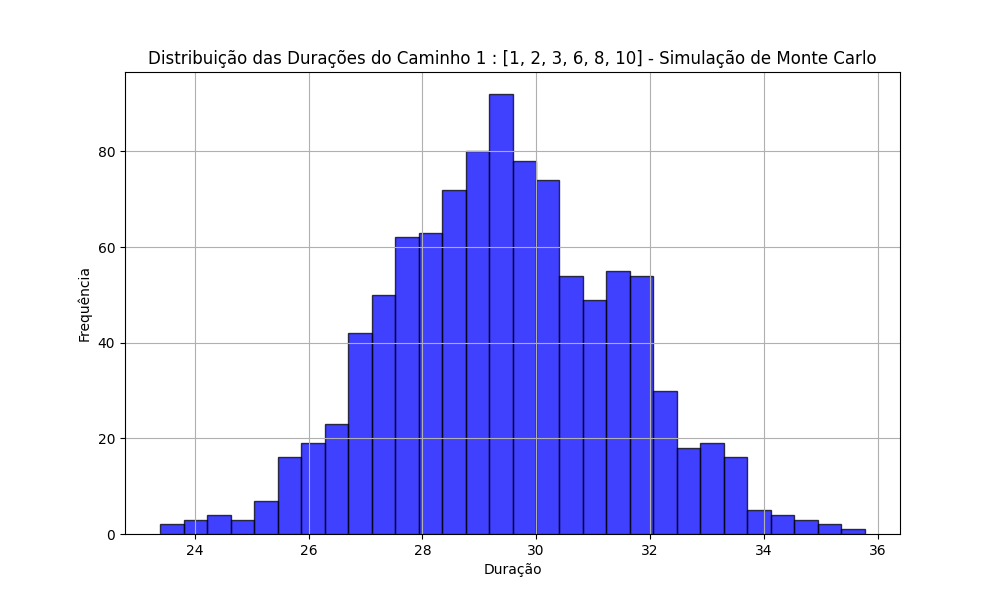 Distribuição das Durações do Caminho 1 : [1, 2, 3, 6, 8, 10] - Simulação de Monte Carlo
80
60
40
20
0
Frequência
24 26 28 30 32 34 36
Duração